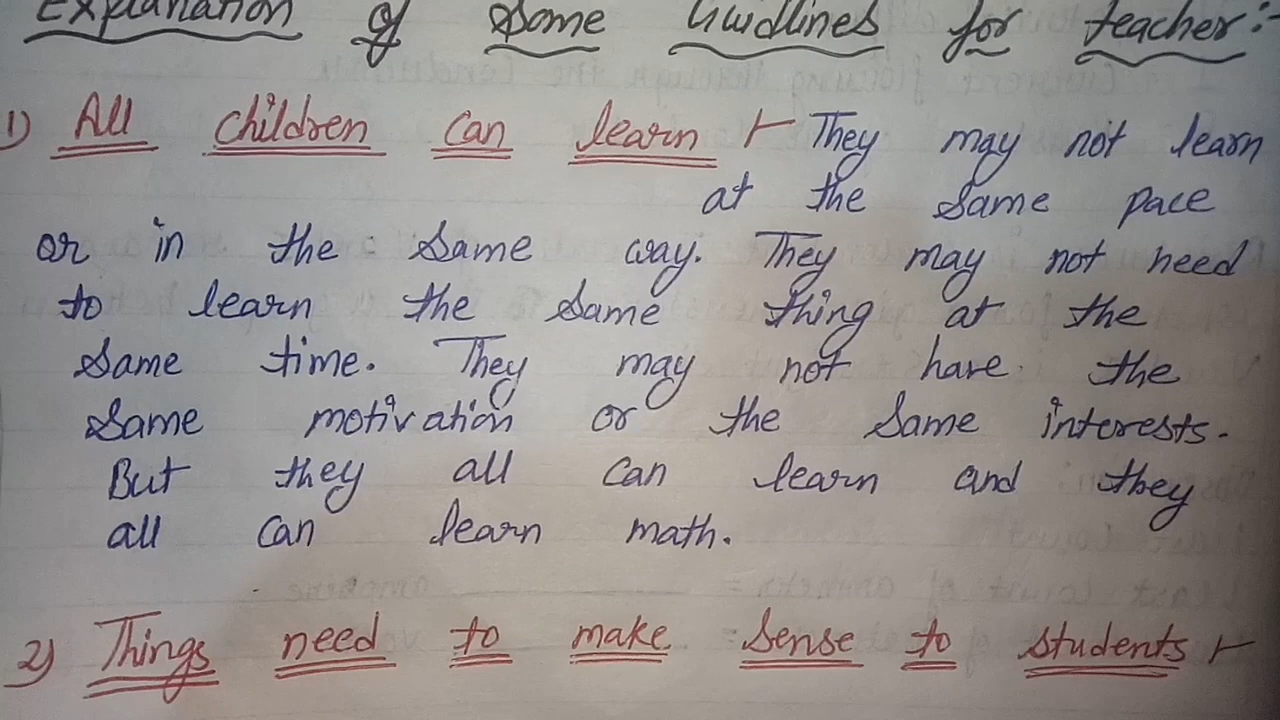 Explanation of Some Guidlines for teacher:-
1) All children can learn :- They may not learn
at the same pace
or in the same way. They may not need
to learn the same thing at the
same time. They may not have the
same motivation or the same interests.
But they all can learn and they
all can learn math.
2) Things need to make sense to students :-